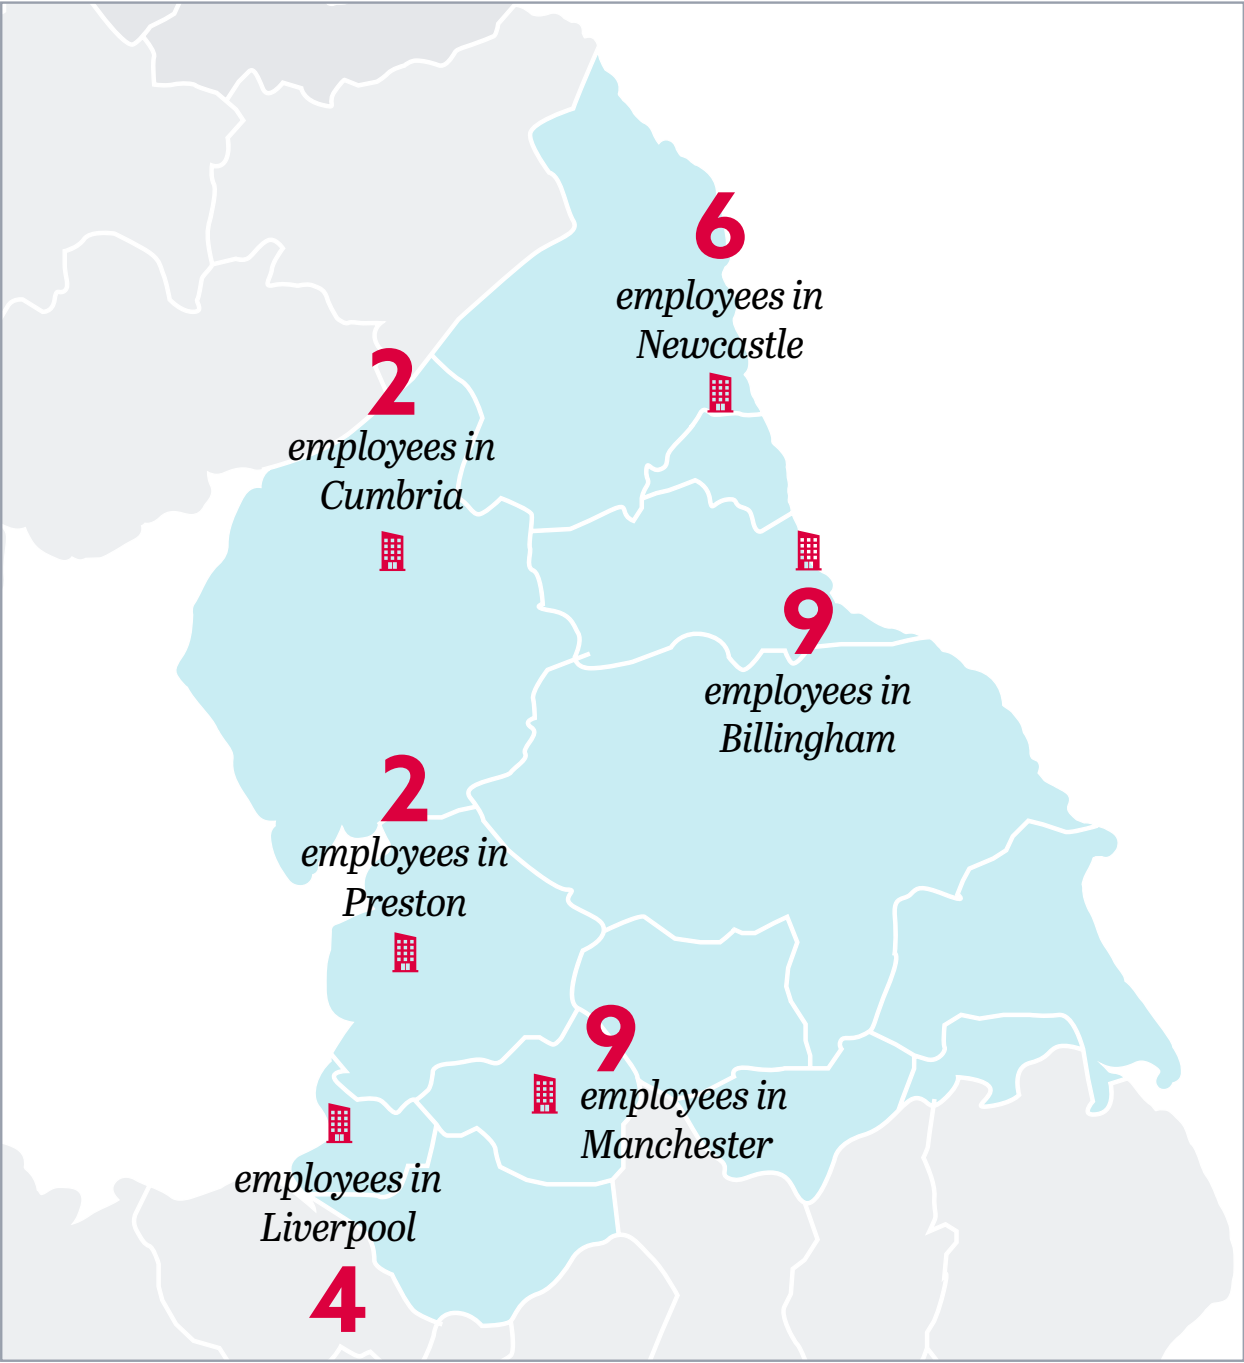 6
employees in
Newcastle
2
employees in
Cumbria
9
employees in
Billingham
2
employees in
Preston
9
employees in
Manchester
employees in
Liverpool
4